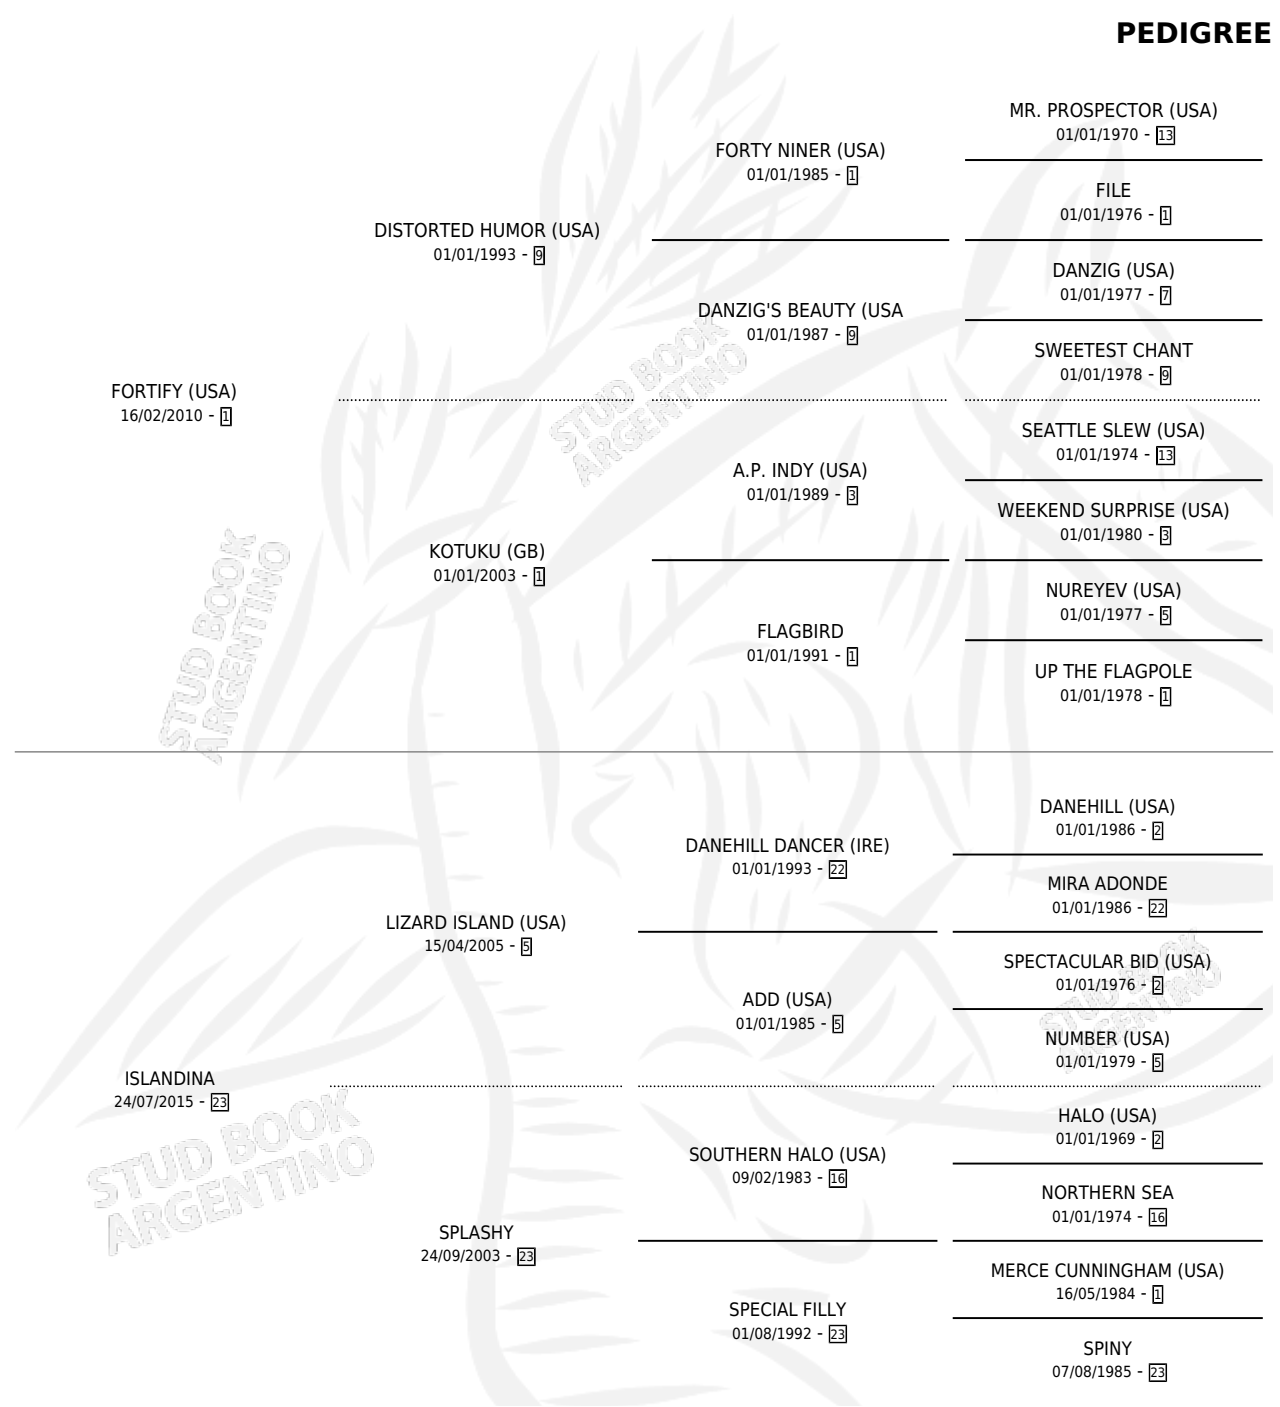 PEDIGREE
MR. PROSPECTOR (USA)
01/01/1970 - 13
FORTY NINER (USA)
01/01/1985 - 1
FILE
01/01/1976 - 1
DISTORTED HUMOR (USA)
01/01/1993 - 9
DANZIG (USA)
01/01/1977 - 7
DANZIG'S BEAUTY (USA
01/01/1987 - 9
SWEETEST CHANT
01/01/1978 - 9
FORTIFY (USA)
16/02/2010 - 1
SEATTLE SLEW (USA)
01/01/1974 - 13
A.P. INDY (USA)
01/01/1989 - 3
WEEKEND SURPRISE (USA)
01/01/1980 - 3
KOTUKU (GB)
01/01/2003 - 1
NUREYEV (USA)
01/01/1977 - 5
FLAGBIRD
01/01/1991 - 1
UP THE FLAGPOLE
01/01/1978 - 1
STUD BOOK
ARGENTINO
STUD BOOK
ARGENTINO
DANEHILL (USA)
01/01/1986 - 2
DANEHILL DANCER (IRE)
01/01/1993 - 22
MIRA ADONDE
01/01/1986 - 22
LIZARD ISLAND (USA)
15/04/2005 - 5
SPECTACULAR BID (USA)
01/01/1976 - 2
ADD (USA)
01/01/1985 - 5
NUMBER (USA)
01/01/1979 - 5
STUD BOOK
ARGENTINO
ISLANDINA
24/07/2015 - 23
HALO (USA)
01/01/1969 - 2
SOUTHERN HALO (USA)
09/02/1983 - 16
NORTHERN SEA
01/01/1974 - 16
STUD BOOK
ARGENTINO
SPLASHY
24/09/2003 - 23
MERCE CUNNINGHAM (USA)
16/05/1984 - 1
SPECIAL FILLY
01/08/1992 - 23
SPINY
07/08/1985 - 23